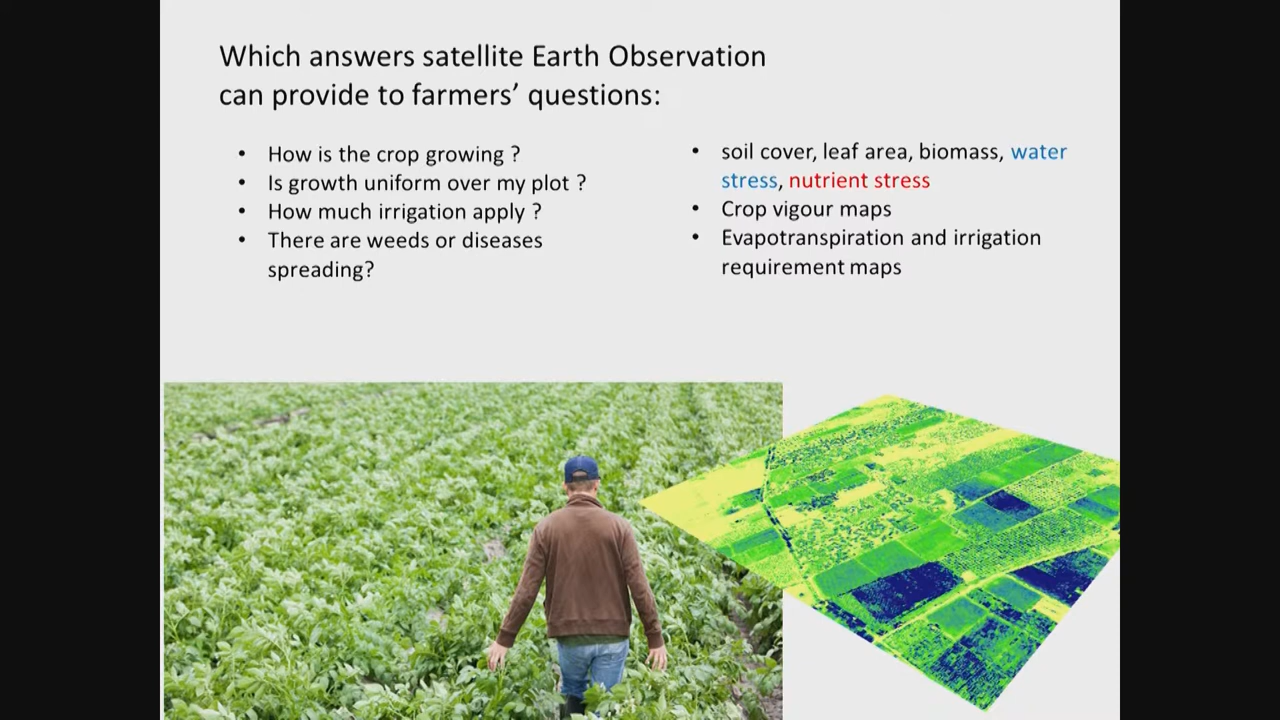 Which answers satellite Earth Observation
can provide to farmers’ questions:
• How is the crop growing ?
• Is growth uniform over my plot ?
• How much irrigation apply ?
• There are weeds or diseases
spreading?
• soil cover, leaf area, biomass, water
stress, nutrient stress
• Crop vigour maps
• Evapotranspiration and irrigation
requirement maps